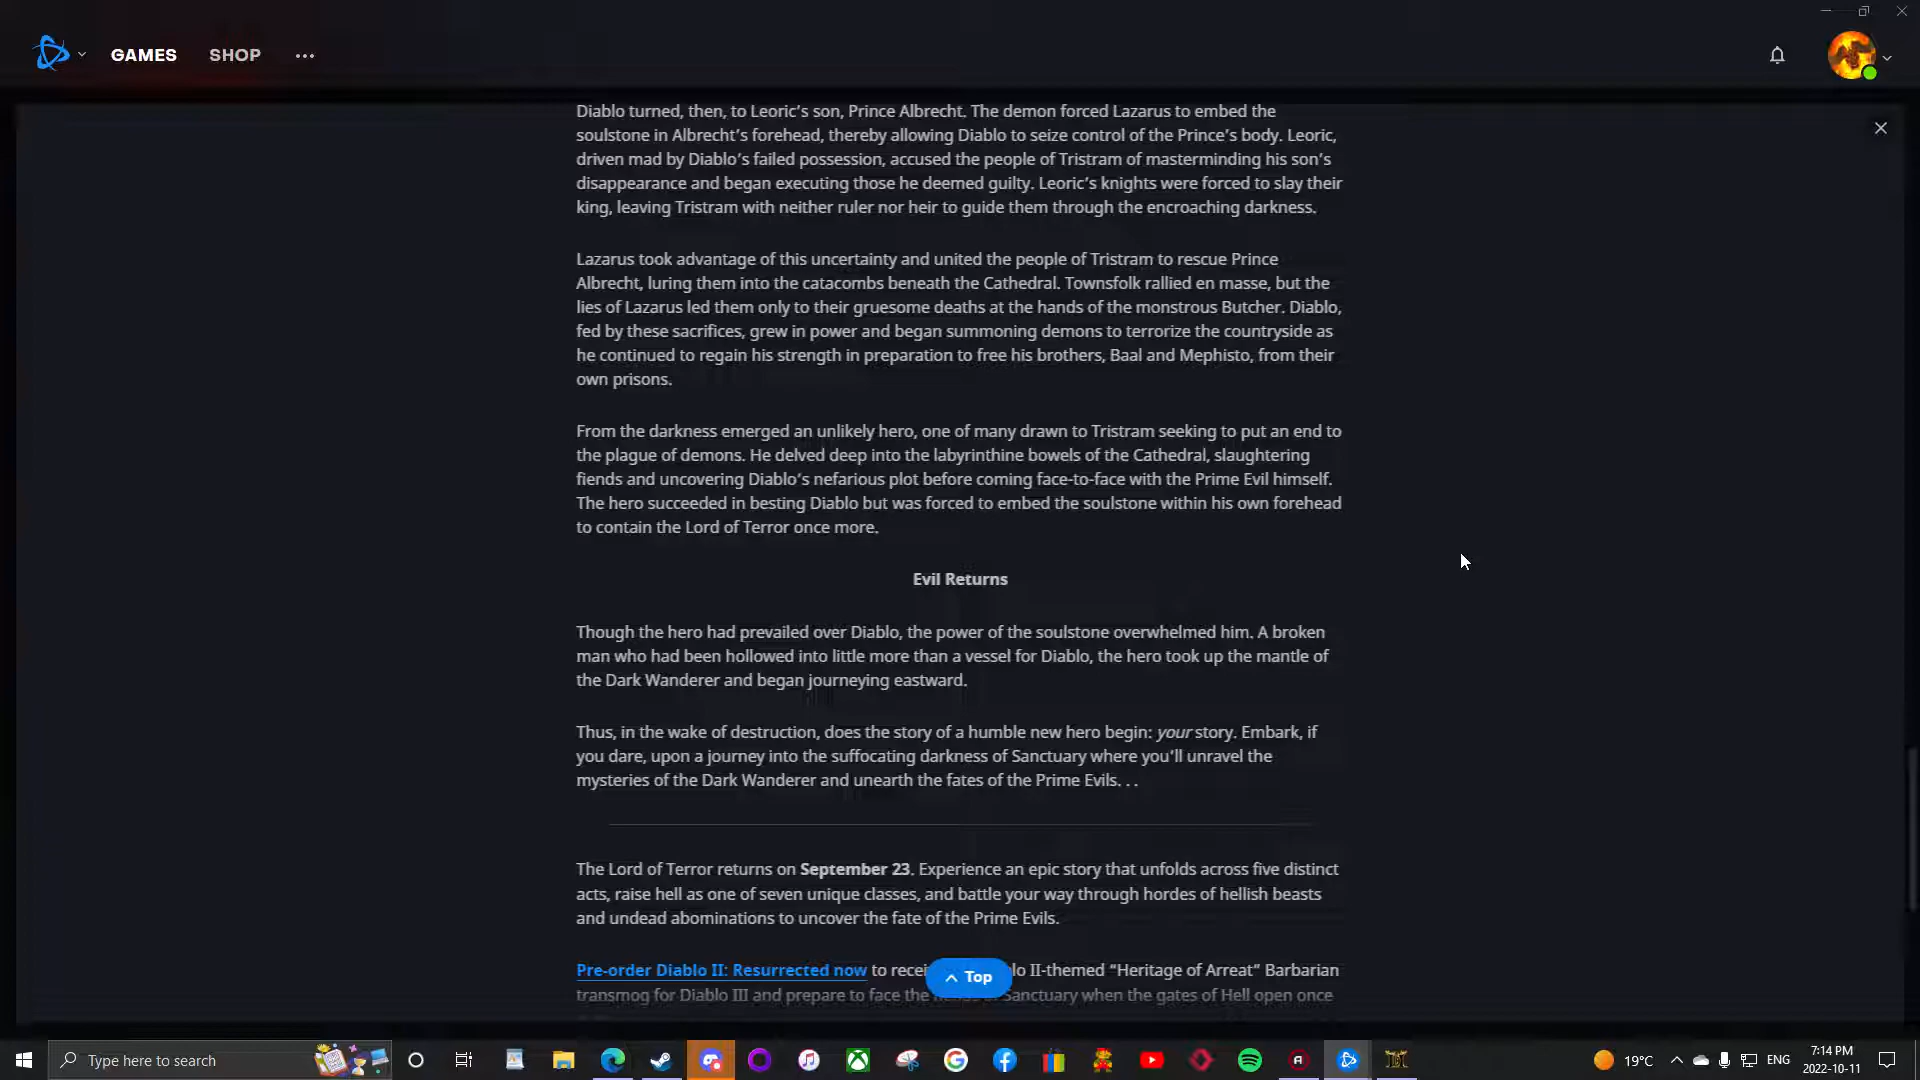 GAMES
SHOP
Diablo turned, then, to Leoric’s son, Prince Albrecht. The demon forced Lazarus to embed the
soulstone in Albrecht’s forehead, thereby allowing Diablo to seize control of the Prince’s body. Leoric,
driven mad by Diablo’s failed possession, accused the people of Tristram of masterminding his son’s
disappearance and began executing those he deemed guilty. Leoric’s knights were forced to slay their
king, leaving Tristram with neither ruler nor heir to guide them through the encroaching darkness.
Lazarus took advantage of this uncertainty and united the people of Tristram to rescue Prince
Albrecht, luring them into the catacombs beneath the Cathedral. Townsfolk rallied en masse, but the
lies of Lazarus led them only to their gruesome deaths at the hands of the monstrous Butcher. Diablo,
fed by these sacrifices, grew in power and began summoning demons to terrorize the countryside as
he continued to regain his strength in preparation to free his brothers, Baal and Mephisto, from their
own prisons.
From the darkness emerged an unlikely hero, one of many drawn to Tristram seeking to put an end to
the plague of demons. He delved deep into the labyrinthine bowels of the Cathedral, slaughtering
fiends and uncovering Diablo’s nefarious plot before coming face-to-face with the Prime Evil himself.
The hero succeeded in besting Diablo but was forced to embed the soulstone within his own forehead
to contain the Lord of Terror once more.
Evil Returns
Though the hero had prevailed over Diablo, the power of the soulstone overwhelmed him. A broken
man who had been hollowed into little more than a vessel for Diablo, the hero took up the mantle of
the Dark Wanderer and began journeying eastward.
Thus, in the wake of destruction, does the story of a humble new hero begin: your story. Embark, if
you dare, upon a journey into the suffocating darkness of Sanctuary where you’ll unravel the
mysteries of the Dark Wanderer and unearth the fates of the Prime Evils. . .
The Lord of Terror returns on September 23. Experience an epic story that unfolds across five distinct
acts, raise hell as one of seven unique classes, and battle your way through hordes of hellish beasts
and undead abominations to uncover the fate of the Prime Evils.
Pre-order Diablo II: Resurrected now to recei lo II-themed “Heritage of Arreat” Barbarian
Top
transmog for Diablo III and prepare to face the Sanctuary when the gates of Hell open once
Type here to search
19°C
ENG
7:14 PM
2022-10-11